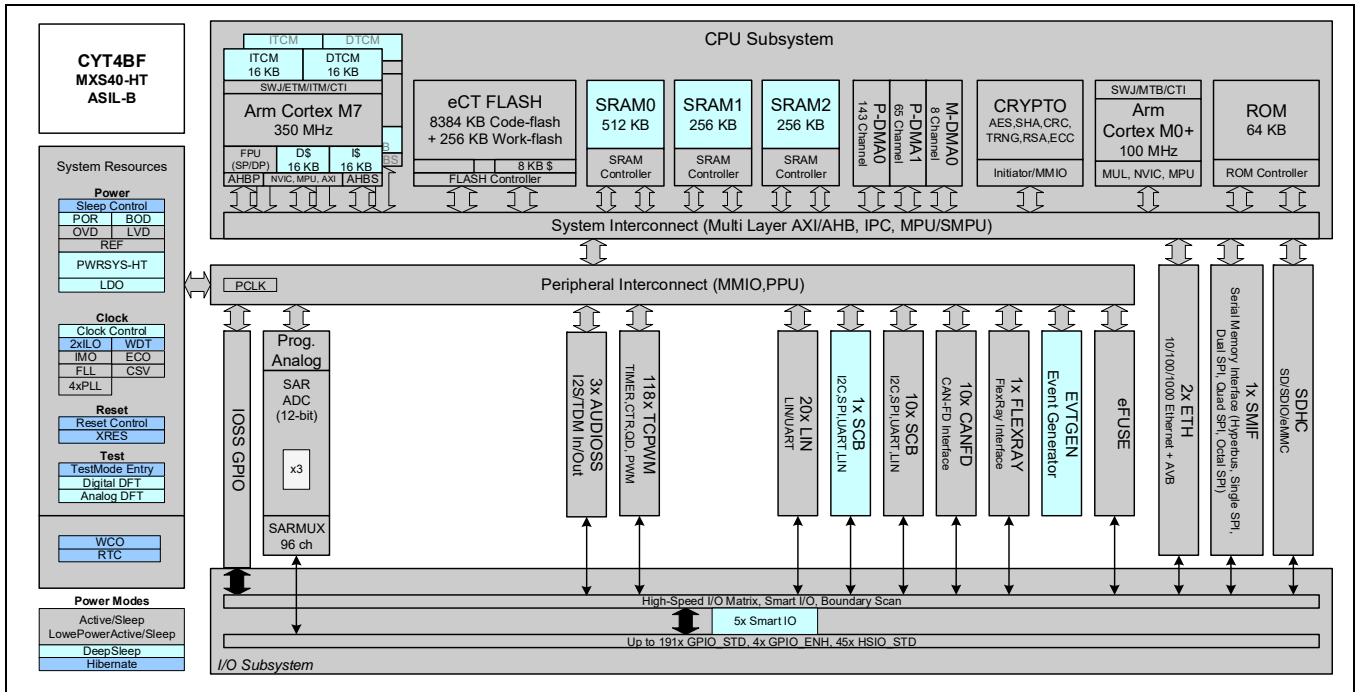 CYT4BF
MXS40-HT
ASIL-B
System Resources
Power
Sleep Control
POR BOD
OVD LVD
REF
PWRSYS-HT
LDO
Clock
Clock Control
2xILO WDT
IMO ECO
FLL CSV
4xPLL
Reset
Reset Control
XRES
Test
TestMode Entry
Digital DFT
Analog DFT
WCO
RTC
Power Modes
Active/Sleep
LowePowerActive/Sleep
DeepSleep
Hibernate
CPU Subsystem
ITCM DTCM
ITCM
16 KB
DTCM
16 KB
SWJ/ETM/ITM/CTI
Arm Cortex M7
350 MHz
FPU
(SP/DP)
D$
16 KB
I$
16 KB
AHBP NVIC, MPU, AXI AHBS
eCT FLASH
8384 KB Code-flash
+ 256 KB Work-flash
8 KB $
FLASH Controller
SRAM0
512 KB
SRAM
Controller
SRAM1
256 KB
SRAM
Controller
SRAM2
256 KB
SRAM
Controller
P-DMA0
143 Channel
P-DMA1
65 Channel
M-DMA0
8 Channel
CRYPTO
AES,SHA,CRC,
TRNG,RSA,ECC
Initiator/MMIO
SWJ/MTB/CTI
Arm
Cortex M0+
100 MHz
MUL, NVIC, MPU
ROM
64 KB
ROM Controller
System Interconnect (Multi Layer AXI/AHB, IPC, MPU/SMPU)
PCLK
Peripheral Interconnect (MMIO,PPU)
IOSS GPIO
Prog.
Analog
SAR
ADC
(12-bit)
x3
SARMUX
96 ch
3x AUDIOSS
I2S/TDM In/Out
118x TCPWM
TIMER,CTR,QD, PWM
20x LIN
LIN/UART
1x SCB
I2C,SPI,UART,LIN
10x SCB
I2C,SPI,UART,LIN
10x CANFD
CAN-FD Interface
1x FLEXRAY
FlexRay Interface
EVTGEN
Event Generator
eFUSE
2x ETH
10/100/1000 Ethernet + AVB
1x SMIF
Serial Memory Interface (Hyperbus, Single SPI,
Dual SPI, Quad SPI, Octal SPI)
SDHC
SD/SDIO/eMMC
High-Speed I/O Matrix, Smart I/O, Boundary Scan
5x Smart IO
Up to 191x GPIO_STD, 4x GPIO_ENH, 45x HSIO_STD
I/O Subsystem